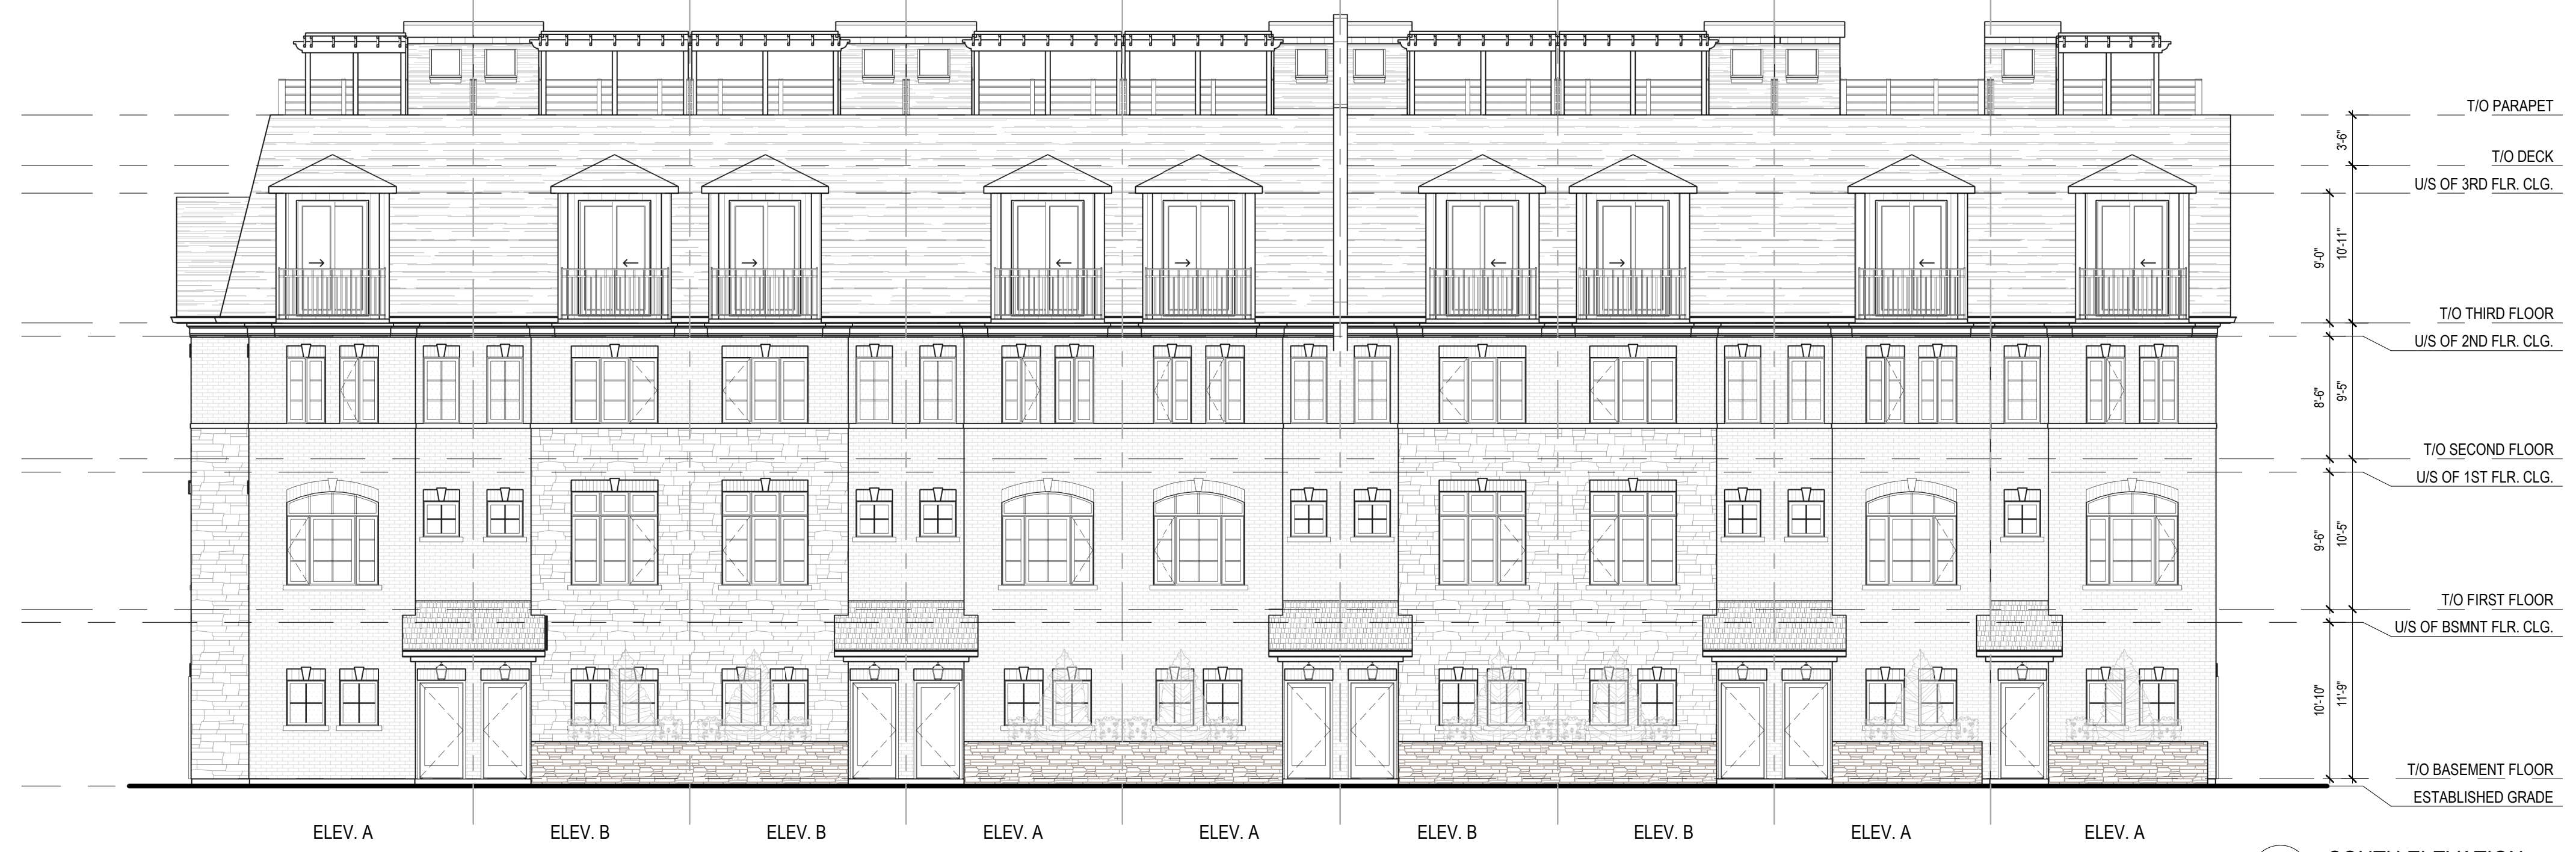 T/O PARAPET
3'-6"
T/O DECK
U/S OF 3RD FLR. CLG.
9'-0"
10'-11"
T/O THIRD FLOOR
U/S OF 2ND FLR. CLG.
8'-6"
9'-5"
T/O SECOND FLOOR
U/S OF 1ST FLR. CLG.
9'-6"
10'-5"
T/O FIRST FLOOR
U/S OF BSMNT FLR. CLG.
10'-10"
11'-9"
T/O BASEMENT FLOOR
ESTABLISHED GRADE
ELEV. A ELEV. B ELEV. B ELEV. A ELEV. A ELEV. B ELEV. B ELEV. A ELEV. A
SOUTH ELEVATION